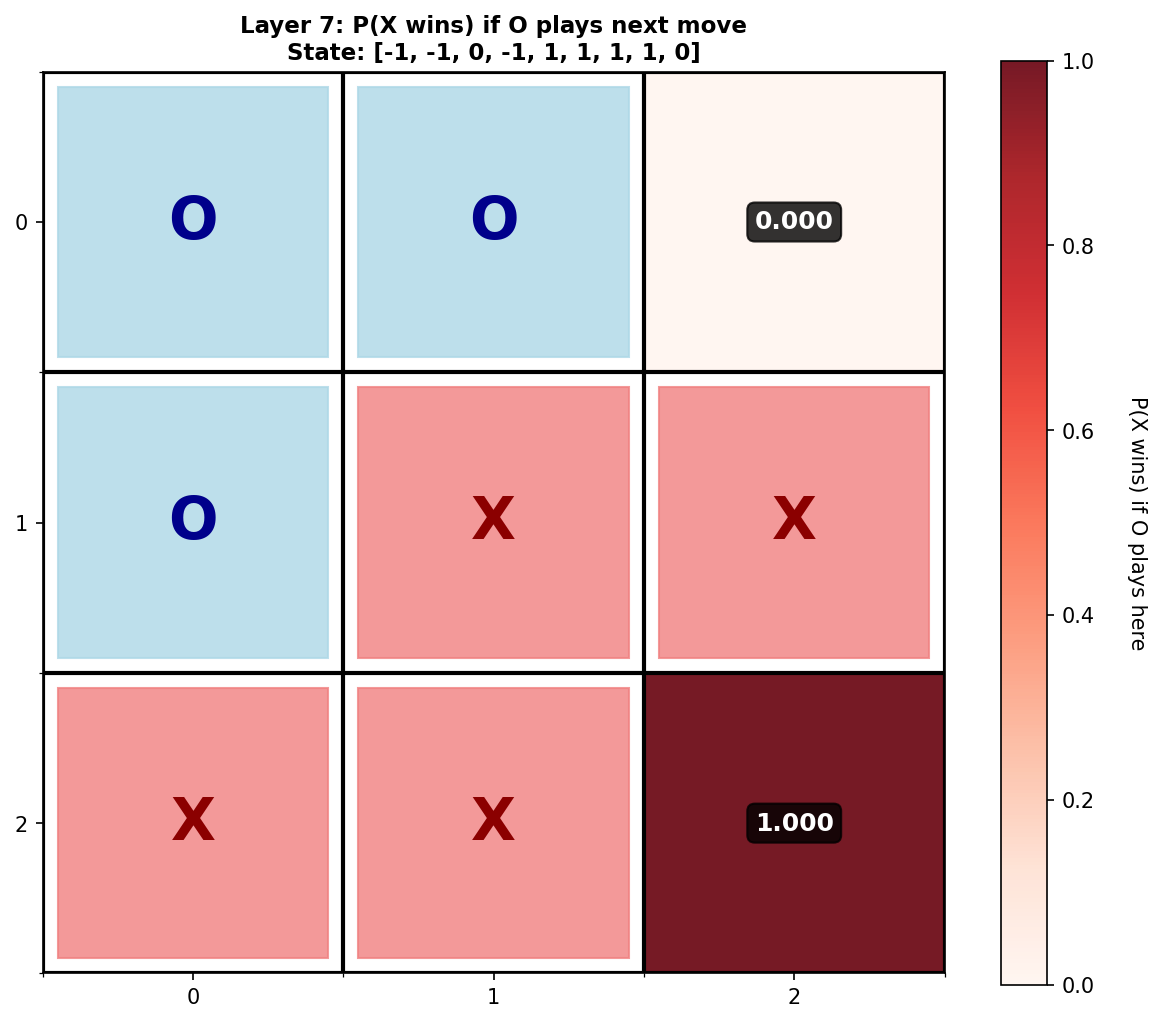 Layer 7: P(X wins) if O plays next move
State: [-1, -1, 0, -1, 1, 1, 1, 1, 0]
0
O
O
0.000
1
O
X
X
2
X
X
1.000
0
1
2
1.0
0.8
0.6
0.4
0.2
0.0
P(X wins) if O plays here